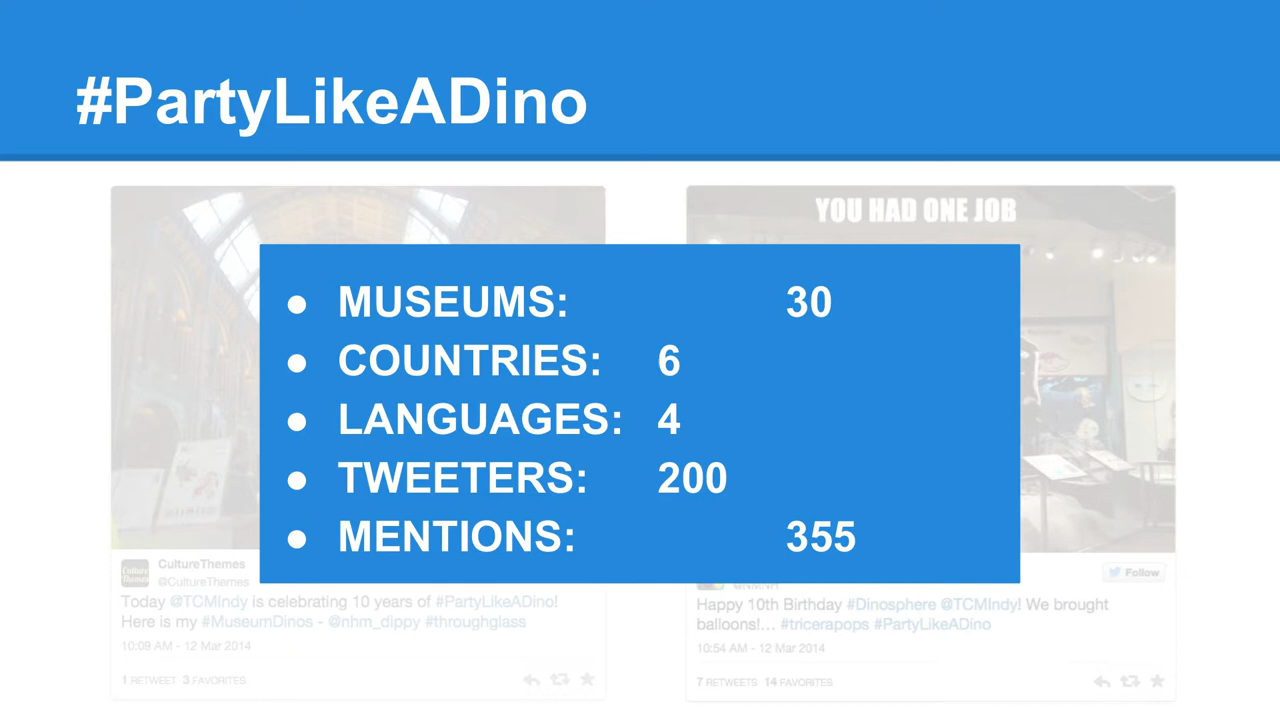 #PartyLikeADino
YOU HAD ONE JOB
● MUSEUMS: 30
● COUNTRIES: 6
● LANGUAGES: 4
● TWEETERS: 200
● MENTIONS: 355
Culture Themes
CultureThemes
@CultureThemes
Today @TCMIndy is celebrating 10 years of #PartyLikeADino!
Here is my #MuseumDinos - @nhm_dippy #throughglass
10:09 AM - 12 Mar 2014
1 RETWEET 3 FAVORITES
Follow
Happy 10th Birthday #Dinosphere @TCMIndy! We brought
balloons!... #tricerapops #PartyLikeADino
10:54 AM - 12 Mar 2014
7 RETWEETS 14 FAVORITES